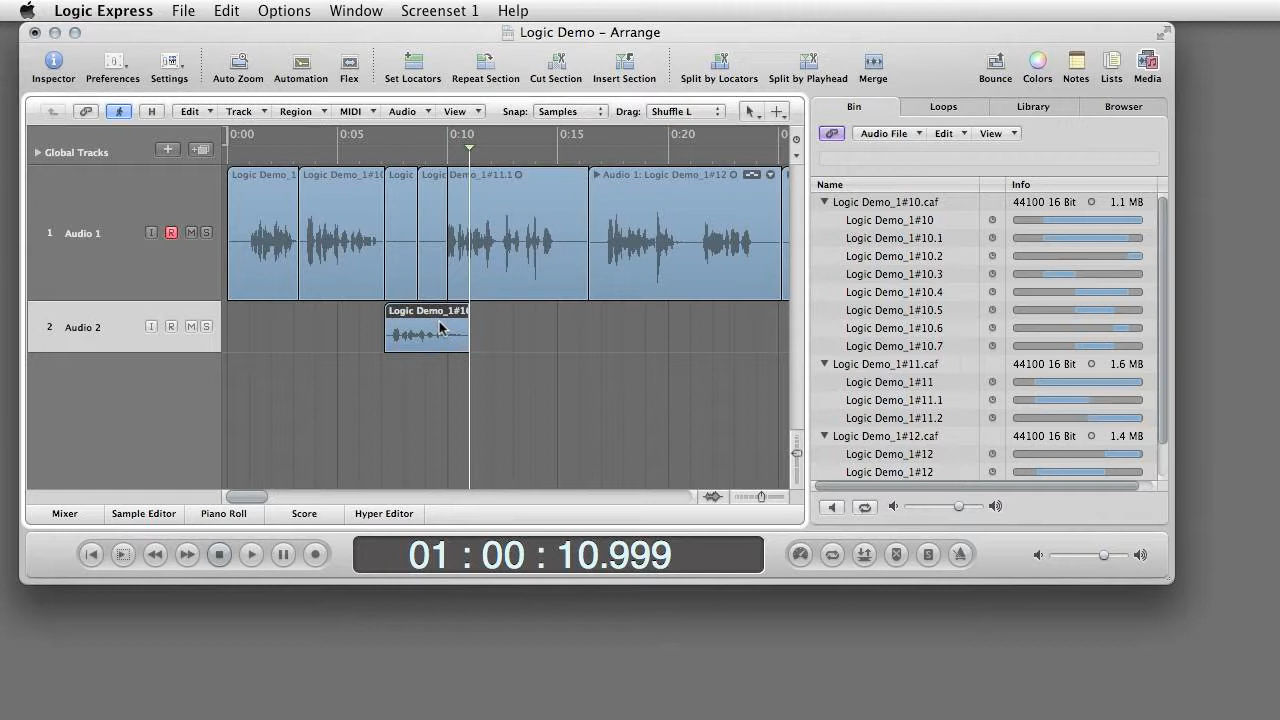 Logic Express File Edit Options Window Screenset 1 Help
Logic Demo – Arrange
Inspector Preferences Settings Auto Zoom Automation Flex Set Locators Repeat Section Cut Section Insert Section Split by Locators Split by Playhead Merge Bounce Colors Notes Lists Media
H Edit Track Region MIDI Audio View Snap: Samples Drag: Shuffle L
Bin Loops Library Browser
Audio File Edit View
0:00 0:05 0:10 0:15 0:20 0
Global Tracks
Logic Demo_1 Logic Demo_1#10 Logic Logic Demo_1#11.1 Audio 1: Logic Demo_1#12
1 Audio 1 I R M S
2 Audio 2 I R M S
Logic Demo_1#10
Name Info
Logic Demo_1#10.caf 44100 16 Bit 1.1 MB
Logic Demo_1#10
Logic Demo_1#10.1
Logic Demo_1#10.2
Logic Demo_1#10.3
Logic Demo_1#10.4
Logic Demo_1#10.5
Logic Demo_1#10.6
Logic Demo_1#10.7
Logic Demo_1#11.caf 44100 16 Bit 1.6 MB
Logic Demo_1#11
Logic Demo_1#11.1
Logic Demo_1#11.2
Logic Demo_1#12.caf 44100 16 Bit 1.4 MB
Logic Demo_1#12
Logic Demo_1#12
Mixer Sample Editor Piano Roll Score Hyper Editor
01 : 00 : 10.999
S